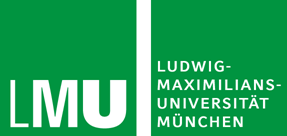 LMU
LUDWIG-
MAXIMILIANS-
UNIVERSITÄT
MÜNCHEN